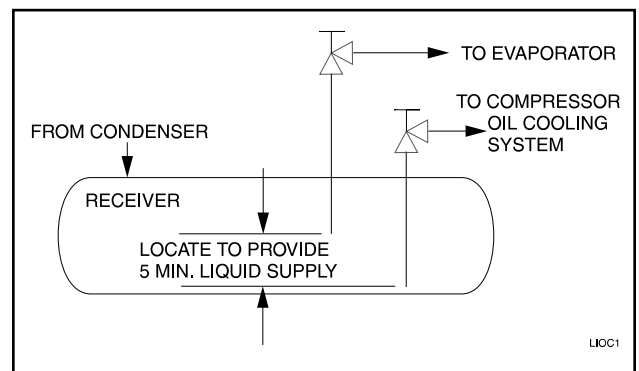 TO EVAPORATOR
TO COMPRESSOR
OIL COOLING
SYSTEM
FROM CONDENSER
RECEIVER
LOCATE TO PROVIDE
5 MIN. LIQUID SUPPLY
LIOC1